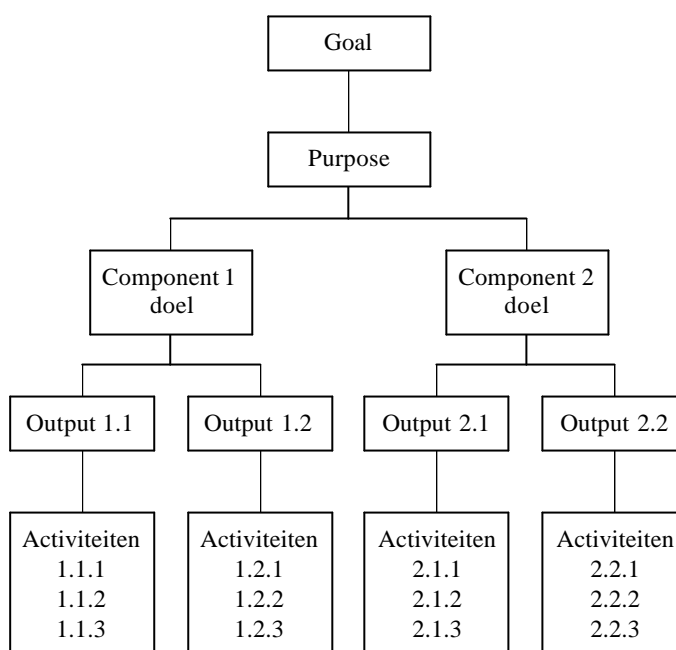 Goal
Purpose
Component 1
doel
Component 2
doel
Output 1.1
Output 1.2
Output 2.1
Output 2.2
Activiteiten
1.1.1
1.1.2
1.1.3
Activiteiten
1.2.1
1.2.2
1.2.3
Activiteiten
2.1.1
2.1.2
2.1.3
Activiteiten
2.2.1
2.2.2
2.2.3